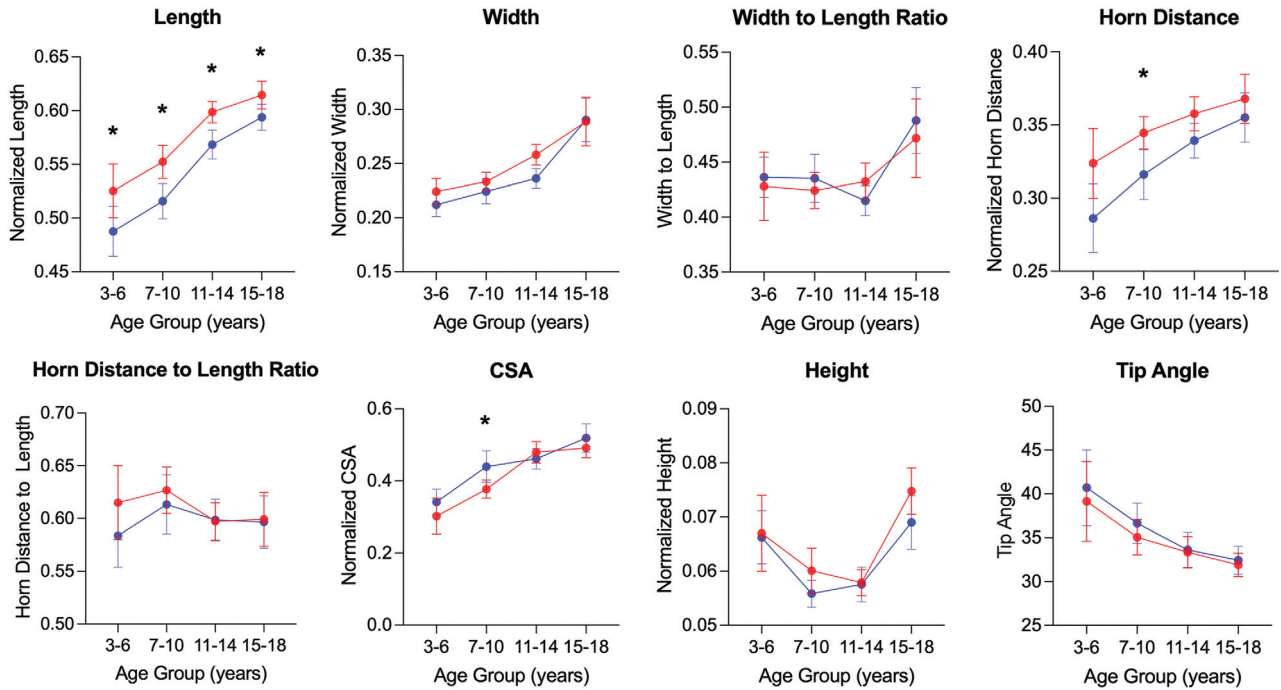 Length
Normalized Length
0.65
0.60
0.55
0.50
0.45
*
*
*
*
3-6 7-10 11-14 15-18
Age Group (years)
Width
Normalized Width
0.35
0.30
0.25
0.20
0.15
3-6 7-10 11-14 15-18
Age Group (years)
Width to Length Ratio
Width to Length
0.55
0.50
0.45
0.40
0.35
3-6 7-10 11-14 15-18
Age Group (years)
Horn Distance
Normalized Horn Distance
0.40
0.35
0.30
0.25
*
3-6 7-10 11-14 15-18
Age Group (years)
Horn Distance to Length Ratio
Horn Distance to Length
0.70
0.65
0.60
0.55
0.50
3-6 7-10 11-14 15-18
Age Group (years)
CSA
Normalized CSA
0.6
0.4
0.2
0.0
*
3-6 7-10 11-14 15-18
Age Group (years)
Height
Normalized Height
0.09
0.08
0.07
0.06
0.05
3-6 7-10 11-14 15-18
Age Group (years)
Tip Angle
Tip Angle
50
45
40
35
30
25
3-6 7-10 11-14 15-18
Age Group (years)